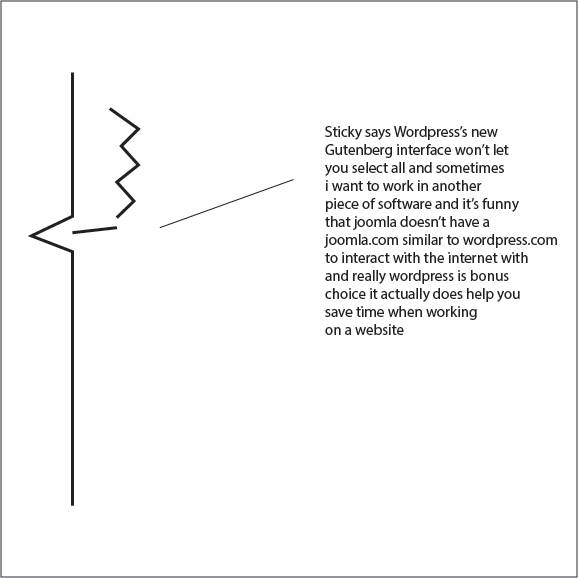 Sticky says Wordpress’s new
Gutenberg interface won’t let
you select all and sometimes
i want to work in another
piece of software and it’s funny
that joomla doesn’t have a
joomla.com similar to wordpress.com
to interact with the internet with
and really wordpress is bonus
choice it actually does help you
save time when working
on a website